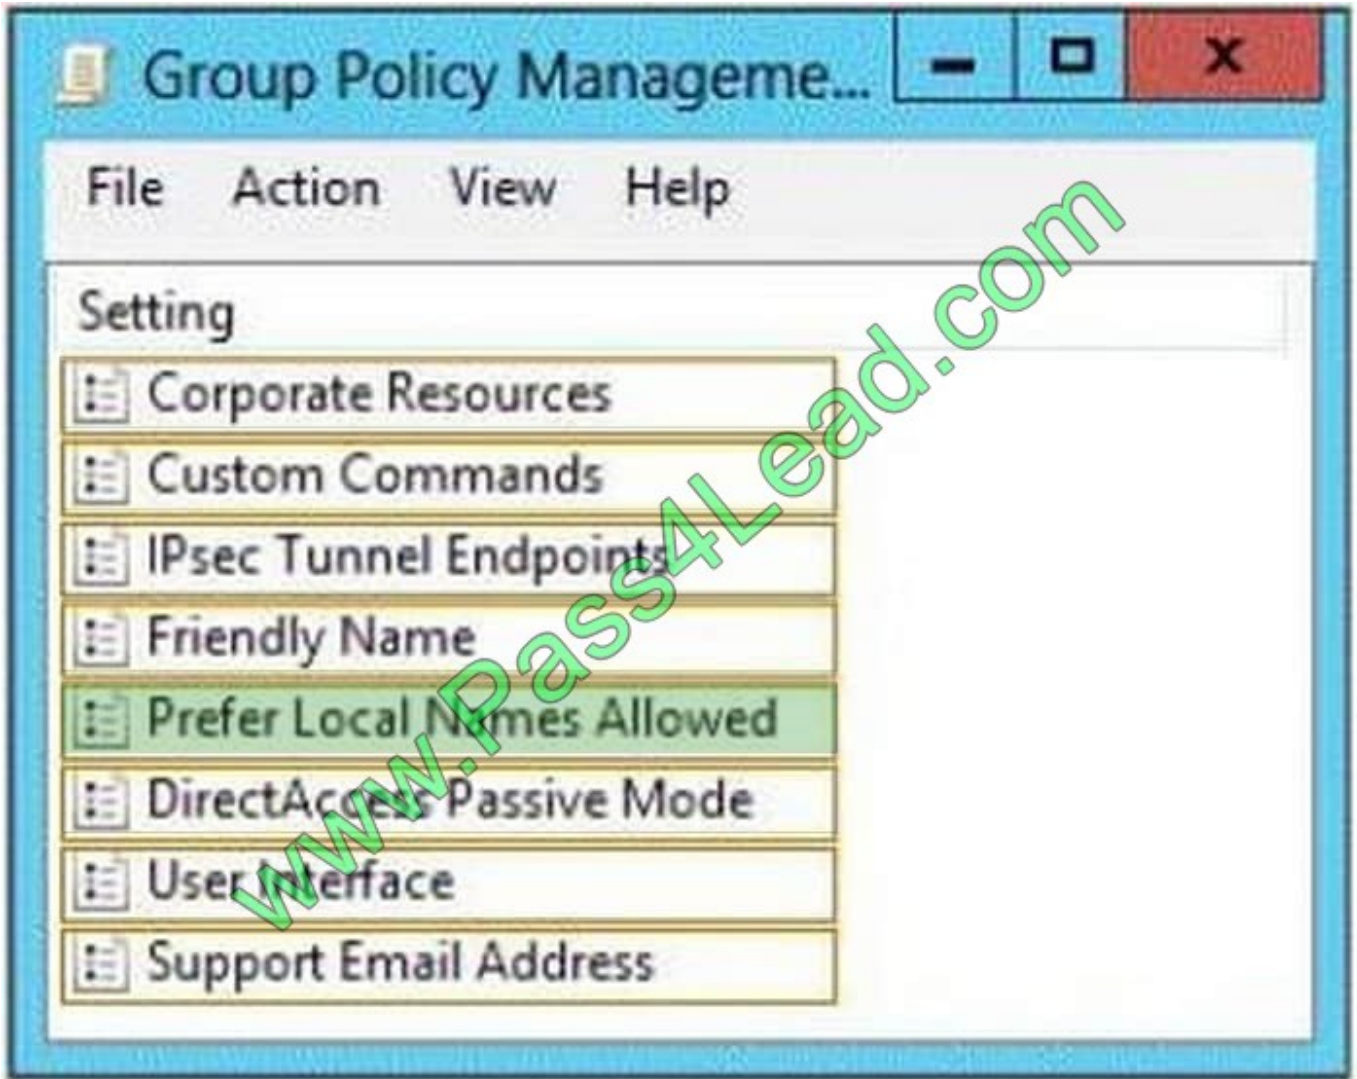 Group Policy Manageme...
File Action View Help
Setting
Corporate Resources
Custom Commands
IPsec Tunnel Endpoints
Friendly Name
Prefer Local Names Allowed
DirectAccess Passive Mode
User Interface
Support Email Address
www.Pass4Lead.com